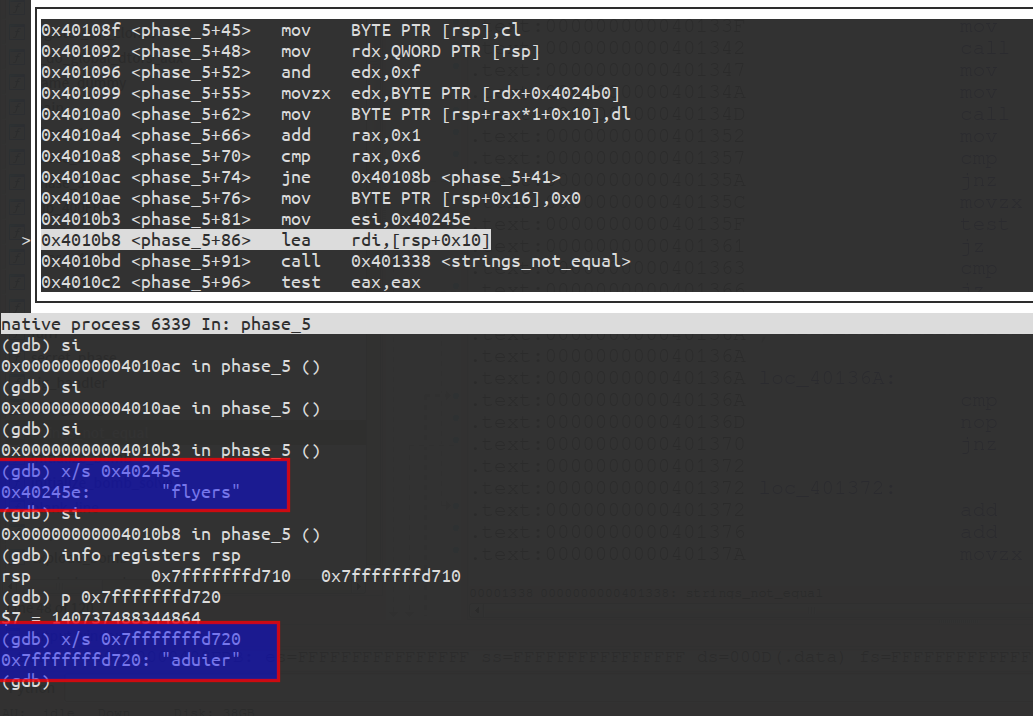 0x40108f <phase_5+45>   mov    BYTE PTR [rsp],cl
0x401092 <phase_5+48>   mov    rdx,QWORD PTR [rsp]
0x401096 <phase_5+52>   and    edx,0xf
0x401099 <phase_5+55>   movzx  edx,BYTE PTR [rdx+0x4024b0]
0x4010a0 <phase_5+62>   mov    BYTE PTR [rsp+rax*1+0x10],dl
0x4010a4 <phase_5+66>   add    rax,0x1
0x4010a8 <phase_5+70>   cmp    rax,0x6
0x4010ac <phase_5+74>   jne    0x40108b <phase_5+41>
0x4010ae <phase_5+76>   mov    BYTE PTR [rsp+0x16],0x0
0x4010b3 <phase_5+81>   mov    esi,0x40245e
>0x4010b8 <phase_5+86>   lea    rdi,[rsp+0x10]
0x4010bd <phase_5+91>   call   0x401338 <strings_not_equal>
0x4010c2 <phase_5+96>   test   eax,eax
native process 6339 In: phase_5
(gdb) si
0x00000000004010ac in phase_5 ()
(gdb) si
0x00000000004010ae in phase_5 ()
(gdb) si
0x00000000004010b3 in phase_5 ()
(gdb) x/s 0x40245e
0x40245e:       "flyers"
(gdb) si
0x00000000004010b8 in phase_5 ()
(gdb) info registers rsp
rsp            0x7fffffffd710   0x7fffffffd710
(gdb) p 0x7fffffffd720
$7 = 140737488344864
(gdb) x/s 0x7fffffffd720
0x7fffffffd720: "aduier"
(gdb)